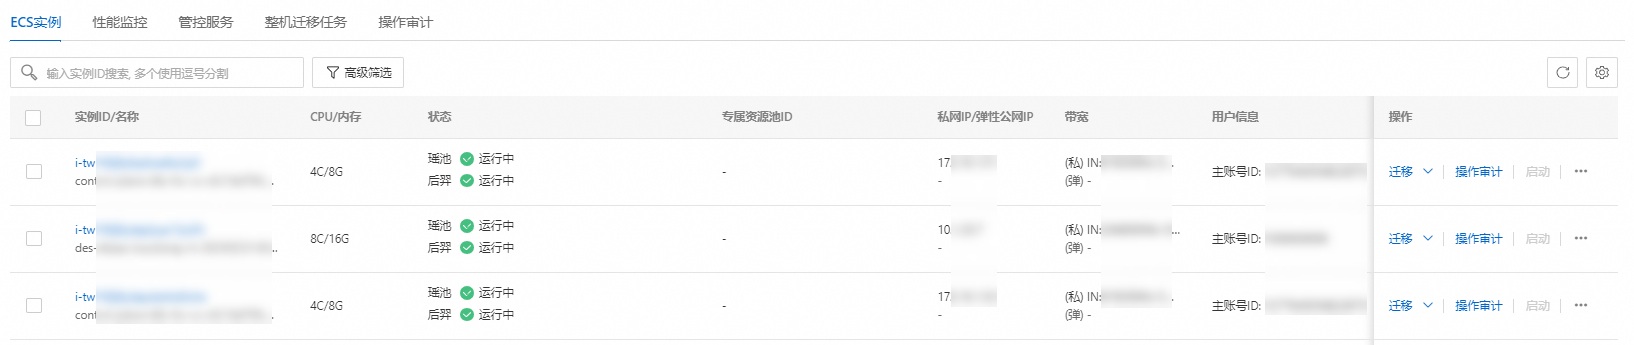 ECS实例 性能监控 管控服务 整机迁移任务 操作审计
输入实例ID搜索, 多个使用逗号分割 高级筛选
实例ID/名称 CPU/内存 状态 专属资源池ID 私网IP/弹性公网IP 带宽 用户信息 操作
i-tw 4C/8G 瑶池 运行中 - 17 (私) IN: ... 主账号ID: 迁移 操作审计 启动 ···
cont ... 后羿 运行中 - (弹) -
i-tw 8C/16G 瑶池 运行中 - 10 (私) IN: ... 主账号ID: 迁移 操作审计 启动 ···
des- ... 后羿 运行中 - (弹) -
i-tw 4C/8G 瑶池 运行中 - 17 (私) IN: ... 主账号ID: 迁移 操作审计 启动 ···
cont ... 后羿 运行中 - (弹) -